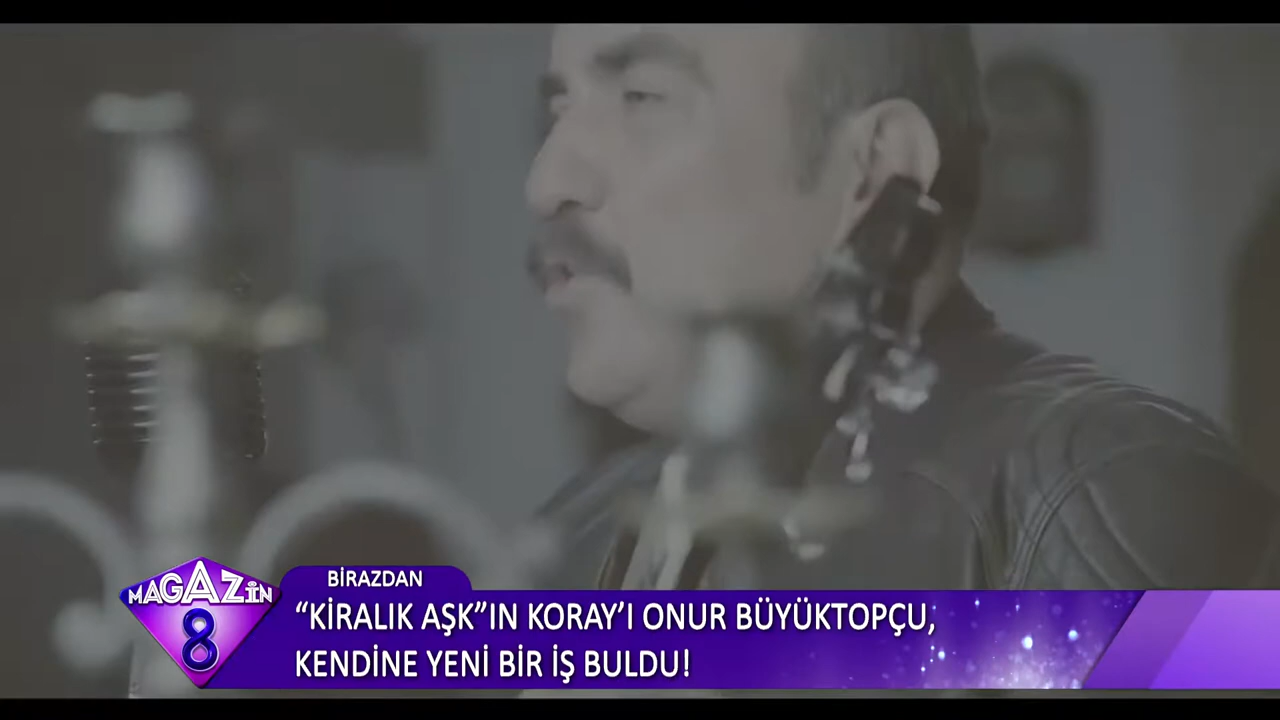 BİRAZDAN
MAGAZİN
8
“KİRALIK AŞK”IN KORAY’I ONUR BÜYÜKTOPÇU,
KENDİNE YENİ BİR İŞ BULDU!